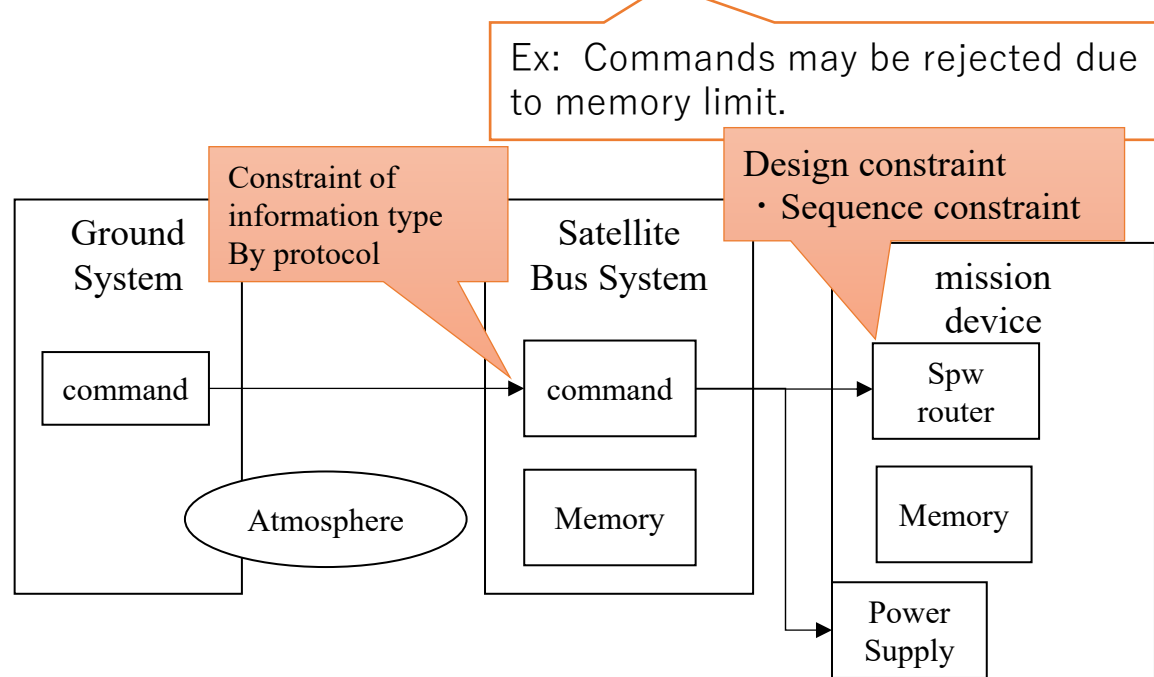 Ex: Commands may be rejected due
to memory limit.
Constraint of
information type
By protocol
Design constraint
・Sequence constraint
Ground
System
Satellite
Bus System
mission
device
command
command
Spw
router
Atmosphere
Memory
Memory
Power
Supply